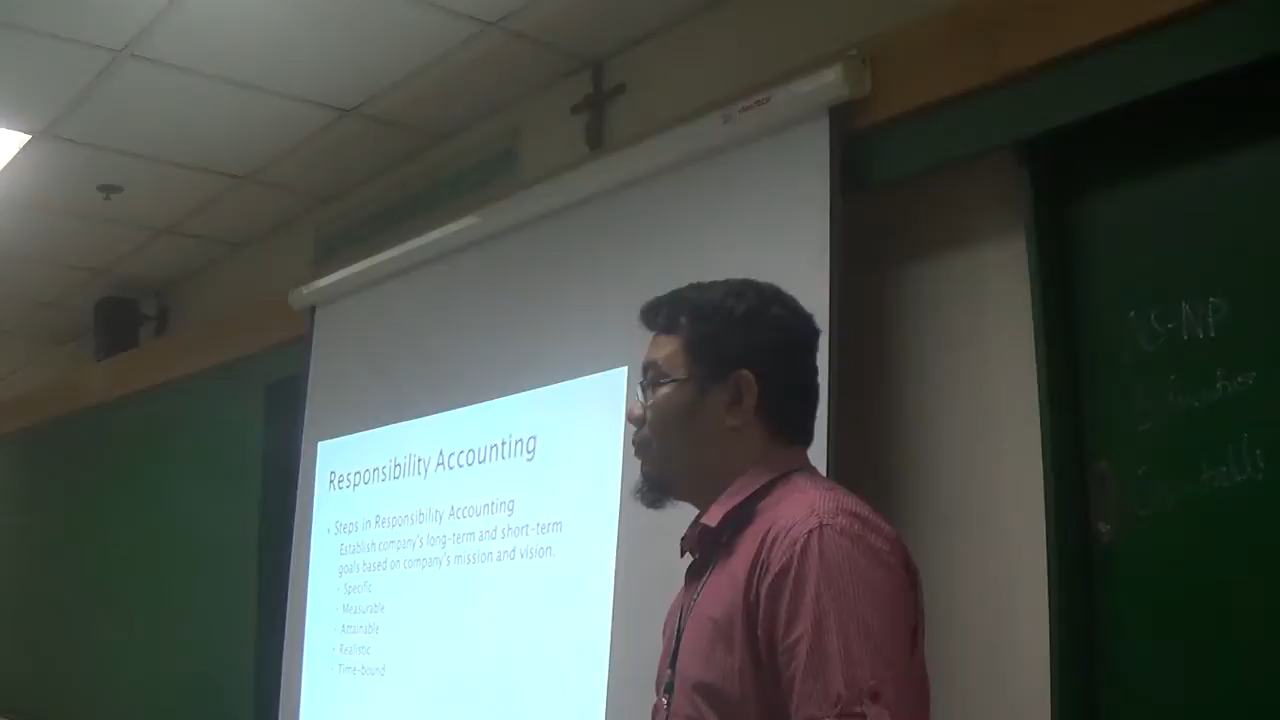 Responsibility Accounting
• Steps in Responsibility Accounting
Establish company's long-term and short-term
goals based on company's mission and vision.
• Specific
• Measurable
• Attainable
• Realistic
• Time-bound